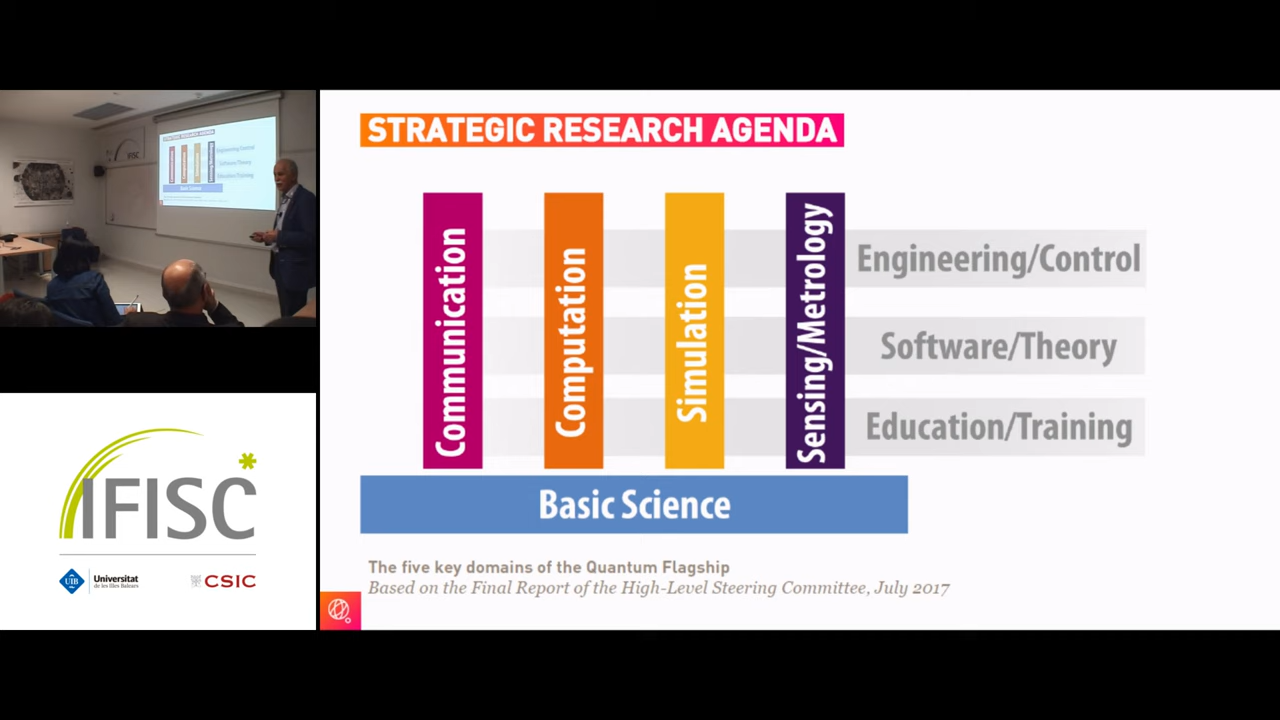 STRATEGIC RESEARCH AGENDA
Communication
Computation
Simulation
Sensing/Metrology
Engineering/Control
Software/Theory
Education/Training
Basic Science
The five key domains of the Quantum Flagship
Based on the Final Report of the High-Level Steering Committee, July 2017
IFISC
UIB
Universitat
de les Illes Balears
CSIC